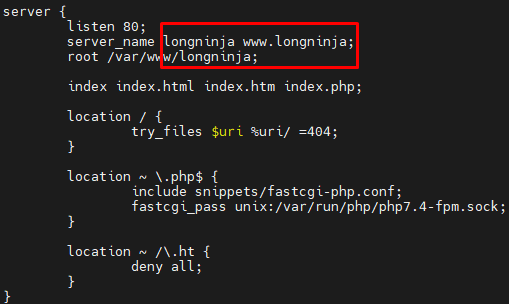 server {
listen 80;
server_name longninja www.longninja;
root /var/www/longninja;
index index.html index.htm index.php;
location / {
try_files $uri %uri/ =404;
}
location ~ \.php$ {
include snippets/fastcgi-php.conf;
fastcgi_pass unix:/var/run/php/php7.4-fpm.sock;
}
location ~ /\.ht {
deny all;
}
}